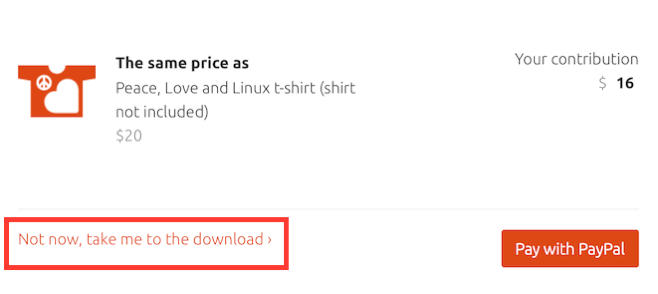 The same price as
Your contribution
Peace, Love and Linux t-shirt (shirt
$ 16
not included)
$20
Not now, take me to the download ›
Pay with PayPal